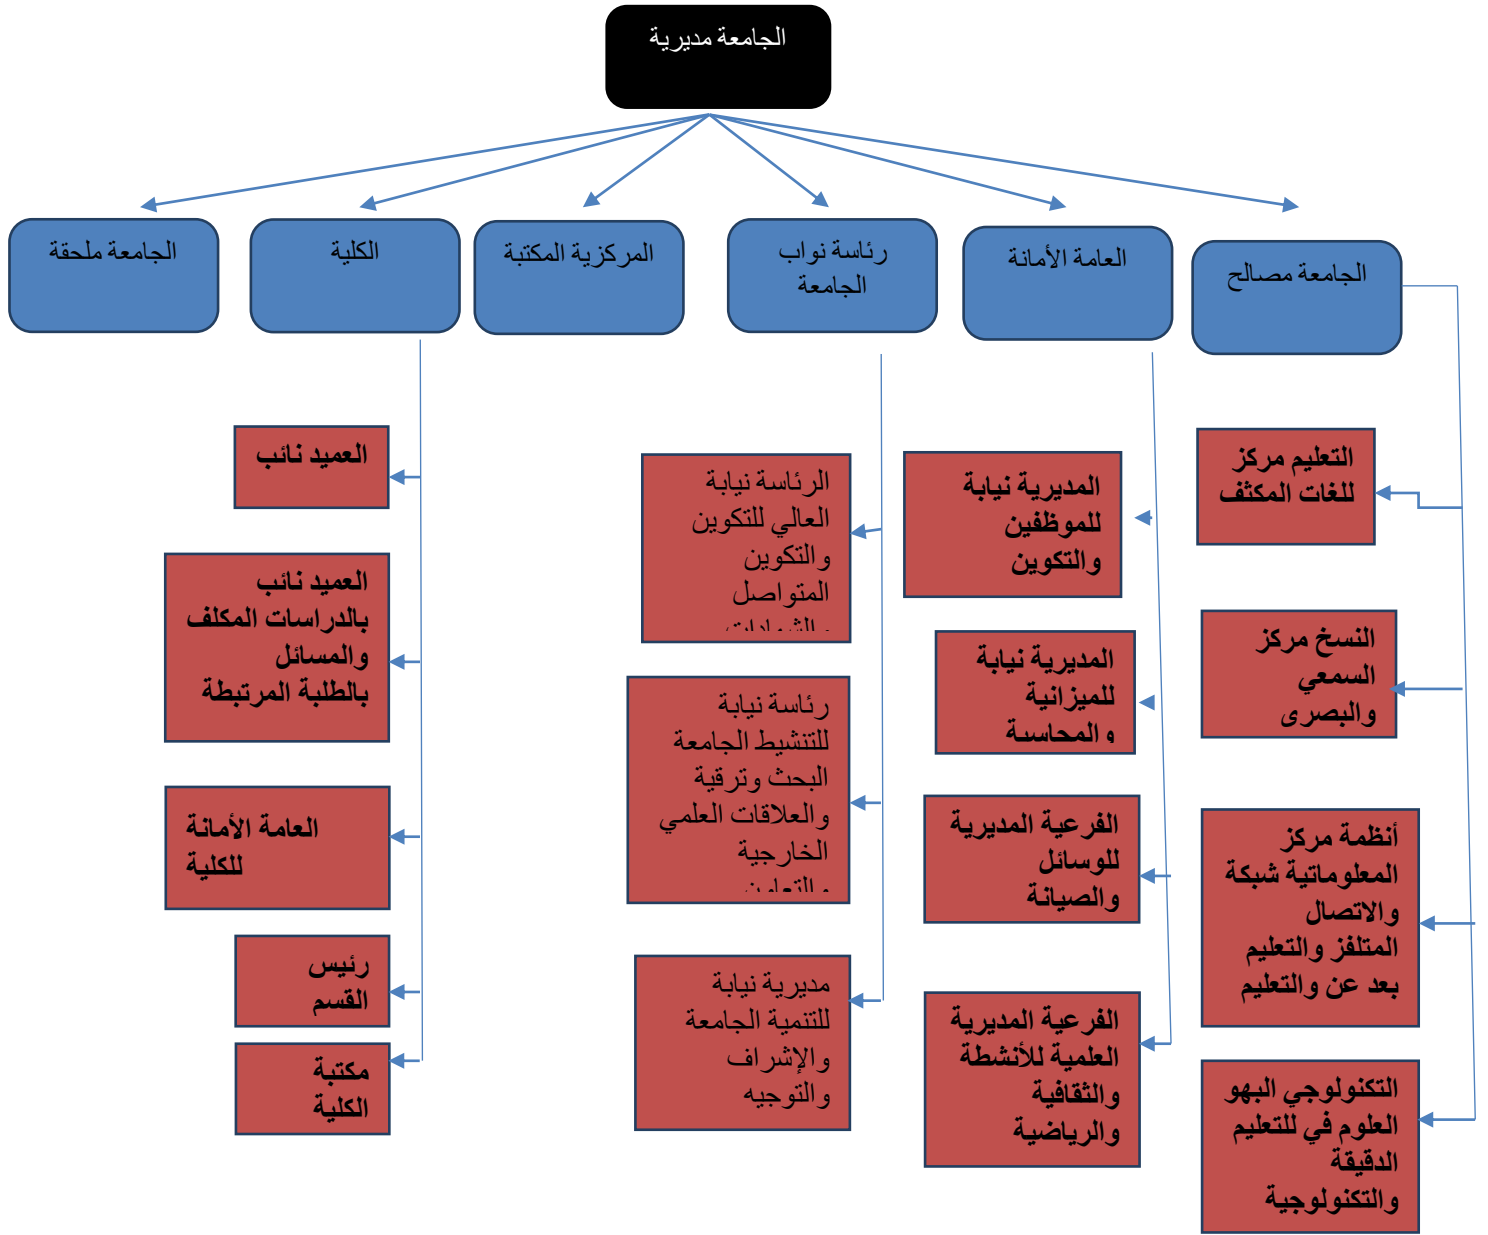 الجامعة مديرية
الجامعة مصالح
العامة الأمانة
رئاسة نواب
الجامعة
المركزية المكتبة
الكلية
الجامعة ملحقة
التعليم مركز
للغات المكثف
النسخ مركز
السمعي
والبصرى
أنظمة مركز
المعلوماتية شبكة
والاتصال
المتلفز والتعليم
بعد عن والتعليم
التكنولوجي البهو
العلوم في للتعليم
الدقيقة
والتكنولوجية
المديرية نيابة
للموظفين
والتكوين
المديرية نيابة
للميزانية
والمحاسبة
الفرعية المديرية
للوسائل
والصيانة
الفرعية المديرية
العلمية للأنشطة
والثقافية
والرياضية
الرئاسة نيابة
العالي للتكوين
والتكوين
المتواصل
والشهادات
رئاسة نيابة
للتنشيط الجامعة
البحث وترقية
والعلاقات العلمي
الخارجية
والتعاون
مديرية نيابة
للتنمية الجامعة
والإشراف
والتوجيه
العميد نائب
العميد نائب
بالدراسات المكلف
والمسائل
بالطلبة المرتبطة
العامة الأمانة
للكلية
رئيس
القسم
مكتبة
الكلية